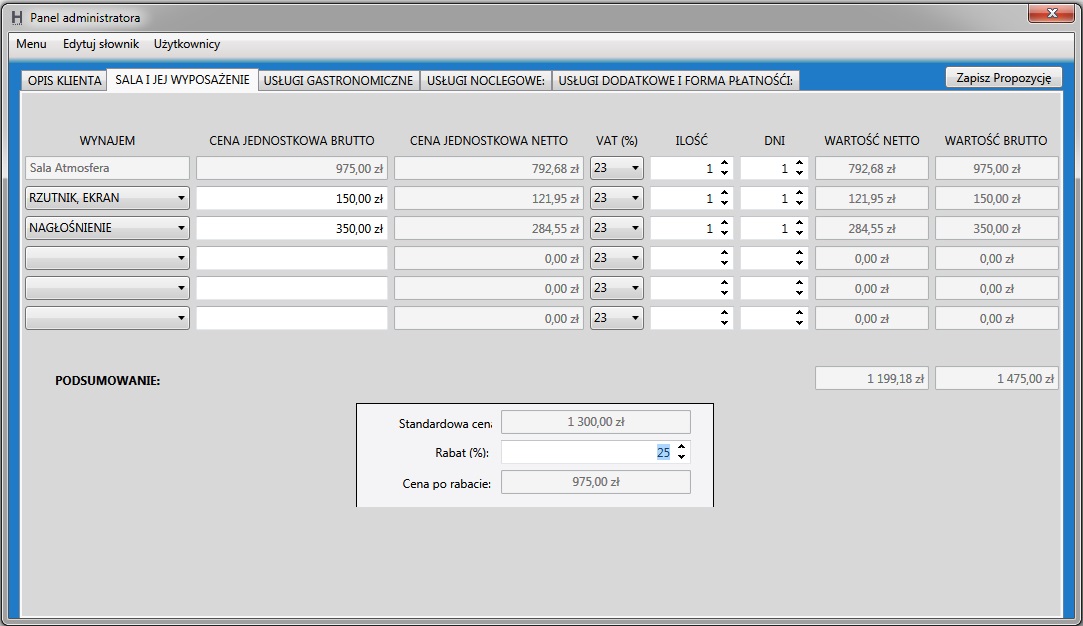 H Panel administratora
Menu Edytuj słownik Użytkownicy
OPIS KLIENTA SALA I JEJ WYPOSAŻENIE USŁUGI GASTRONOMICZNE USŁUGI NOCLEGOWE: USŁUGI DODATKOWE I FORMA PŁATNOŚĆI: Zapisz Propozycję
WYNAJEM CENA JEDNOSTKOWA BRUTTO CENA JEDNOSTKOWA NETTO VAT (%) ILOŚĆ DNI WARTOŚĆ NETTO WARTOŚĆ BRUTTO
Sala Atmosfera 975,00 zł 792,68 zł 23 1 1 792,68 zł 975,00 zł
RZUTNIK, EKRAN 150,00 zł 121,95 zł 23 1 1 121,95 zł 150,00 zł
NAGŁOŚNIENIE 350,00 zł 284,55 zł 23 1 1 284,55 zł 350,00 zł
0,00 zł 23 0,00 zł 0,00 zł
0,00 zł 23 0,00 zł 0,00 zł
0,00 zł 23 0,00 zł 0,00 zł
PODSUMOWANIE: 1 199,18 zł 1 475,00 zł
Standardowa cena 1 300,00 zł
Rabat (%): 25
Cena po rabacie: 975,00 zł